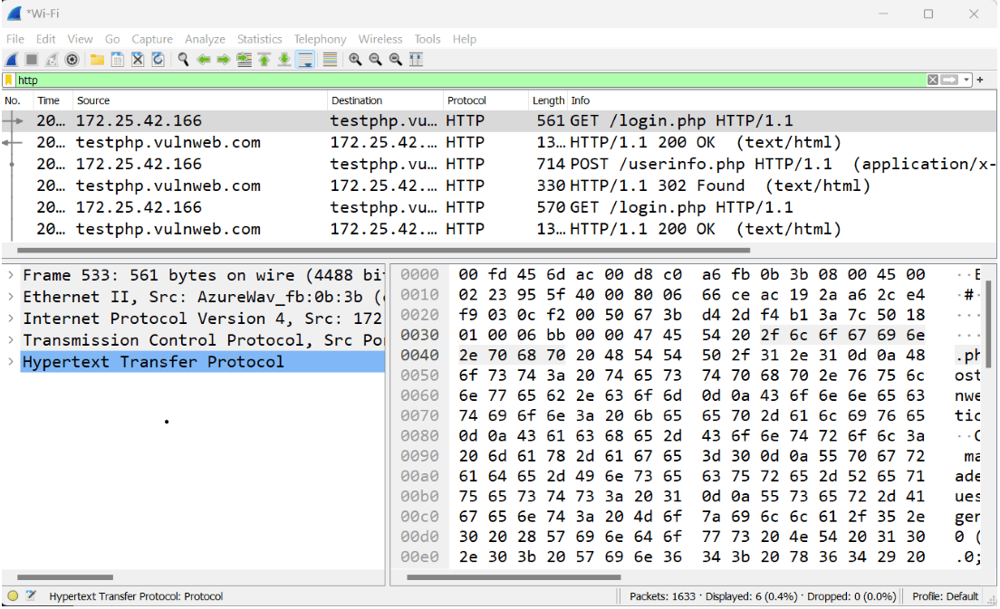 *Wi-Fi
File Edit View Go Capture Analyze Statistics Telephony Wireless Tools Help
http
No. Time Source Destination Protocol Length Info
20… 172.25.42.166 testphp.vu… HTTP 561 GET /login.php HTTP/1.1
20… testphp.vulnweb.com 172.25.42.… HTTP 13… HTTP/1.1 200 OK (text/html)
20… 172.25.42.166 testphp.vu… HTTP 714 POST /userinfo.php HTTP/1.1 (application/x-
20… testphp.vulnweb.com 172.25.42.… HTTP 330 HTTP/1.1 302 Found (text/html)
20… 172.25.42.166 testphp.vu… HTTP 570 GET /login.php HTTP/1.1
20… testphp.vulnweb.com 172.25.42.… HTTP 13… HTTP/1.1 200 OK (text/html)
Frame 533: 561 bytes on wire (4488 bi
Ethernet II, Src: AzureWav_fb:0b:3b (
Internet Protocol Version 4, Src: 172
Transmission Control Protocol, Src Po
Hypertext Transfer Protocol
0000 00 fd 45 6d ac 00 d8 c0 a6 fb 0b 3b 08 00 45 00 ··E
0010 02 23 95 5f 40 00 80 06 66 ce ac 19 2a a6 2c e4 ·#·
0020 f9 03 0c f2 00 50 67 3b d4 2d f4 b1 3a 7c 50 18 ···
0030 01 00 06 bb 00 00 47 45 54 20 2f 6c 6f 67 69 6e ····
0040 2e 70 68 70 20 48 54 54 50 2f 31 2e 31 0d 0a 48 .ph
0050 6f 73 74 3a 20 74 65 73 74 70 68 70 2e 76 75 6c ost
0060 6e 77 65 62 2e 63 6f 6d 0d 0a 43 6f 6e 6e 65 63 nwe
0070 74 69 6f 6e 3a 20 6b 65 65 70 2d 61 6c 69 76 65 tic
0080 0d 0a 43 61 63 68 65 2d 43 6f 6e 74 72 6f 6c 3a ··C
0090 20 6d 61 78 2d 61 67 65 3d 30 0d 0a 55 70 67 72 ma
00a0 61 64 65 2d 49 6e 73 65 63 75 72 65 2d 52 65 71 ade
00b0 75 65 73 74 73 3a 20 31 0d 0a 55 73 65 72 2d 41 ues
00c0 67 65 6e 74 3a 20 4d 6f 7a 69 6c 6c 61 2f 35 2e gen
00d0 30 20 28 57 69 6e 64 6f 77 73 20 4e 54 20 31 30 0 (
00e0 2e 30 3b 20 57 69 6e 36 34 3b 20 78 36 34 29 20 .0;
Hypertext Transfer Protocol: Protocol Packets: 1633 · Displayed: 6 (0.4%) · Dropped: 0 (0.0%) Profile: Default